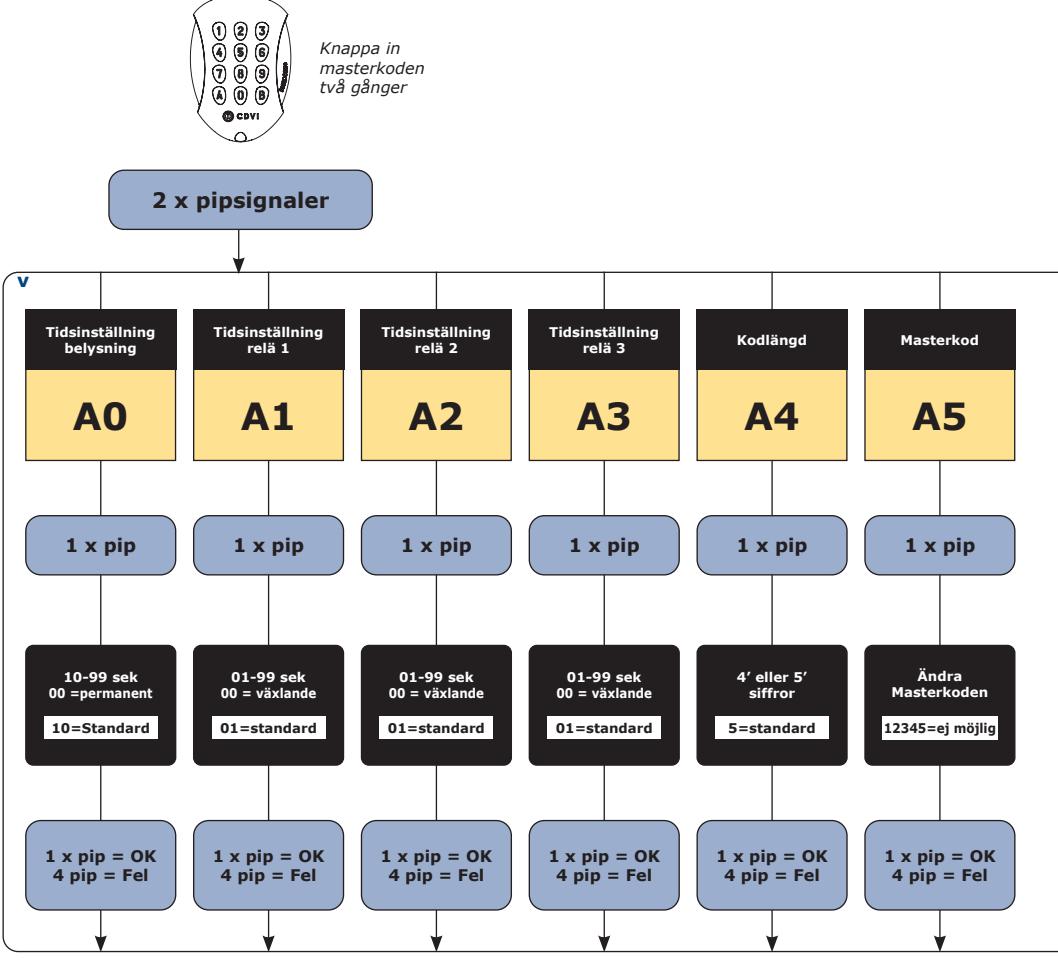 1 2 3
4 5 6
7 8 9
A 0 B
CDVI
Knappa in
masterkoden
två gånger
2 x pipsignaler
v
Tidsinställning
belysning
A0
1 x pip
10-99 sek
00 =permanent
10=Standard
1 x pip = OK
4 pip = Fel
Tidsinställning
relä 1
A1
1 x pip
01-99 sek
00 = växlande
01=standard
1 x pip = OK
4 pip = Fel
Tidsinställning
relä 2
A2
1 x pip
01-99 sek
00 = växlande
01=standard
1 x pip = OK
4 pip = Fel
Tidsinställning
relä 3
A3
1 x pip
01-99 sek
00 = växlande
01=standard
1 x pip = OK
4 pip = Fel
Kodlängd
A4
1 x pip
4’ eller 5’
siffror
5=standard
1 x pip = OK
4 pip = Fel
Masterkod
A5
1 x pip
Ändra
Masterkoden
12345=ej möjlig
1 x pip = OK
4 pip = Fel